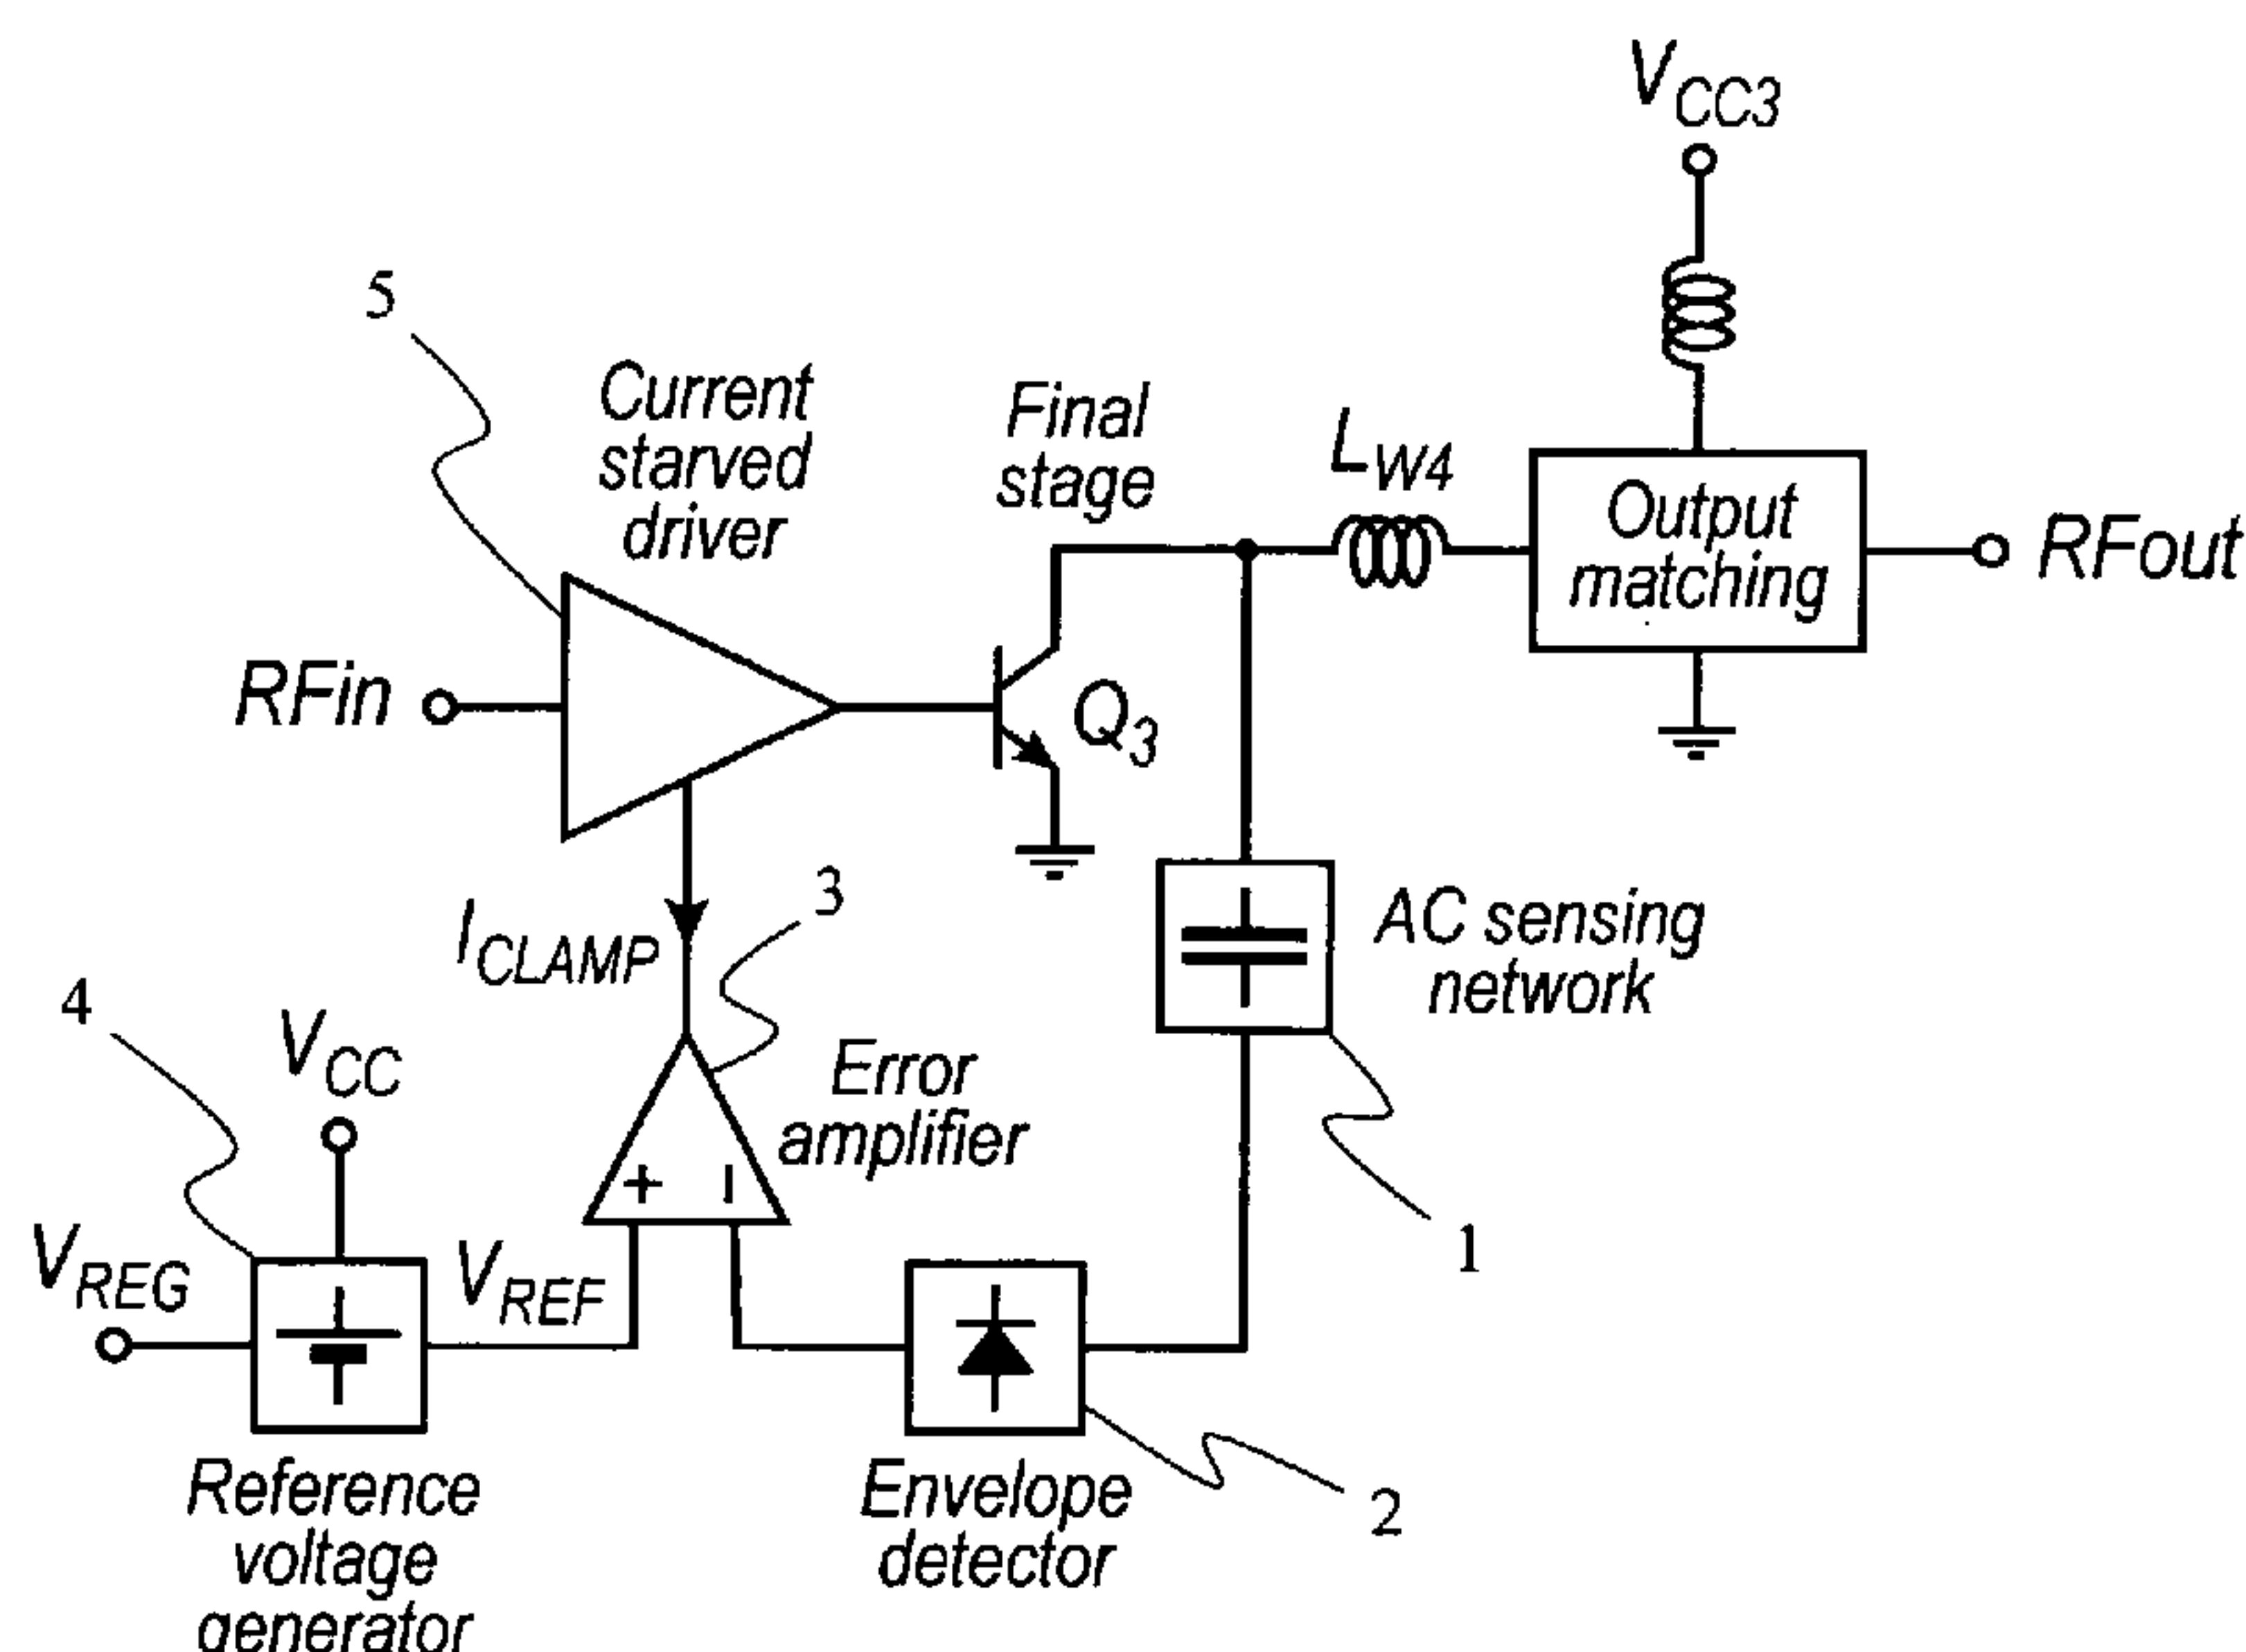 V_CC3
5
Current
starved
driver
Final
stage
L_W4
Output
matching
RFout
RFin
Q_3
3
I_CLAMP
AC sensing
network
4
V_CC
Error
amplifier
+ −
V_REG
V_REF
1
2
Reference
voltage
generator
Envelope
detector